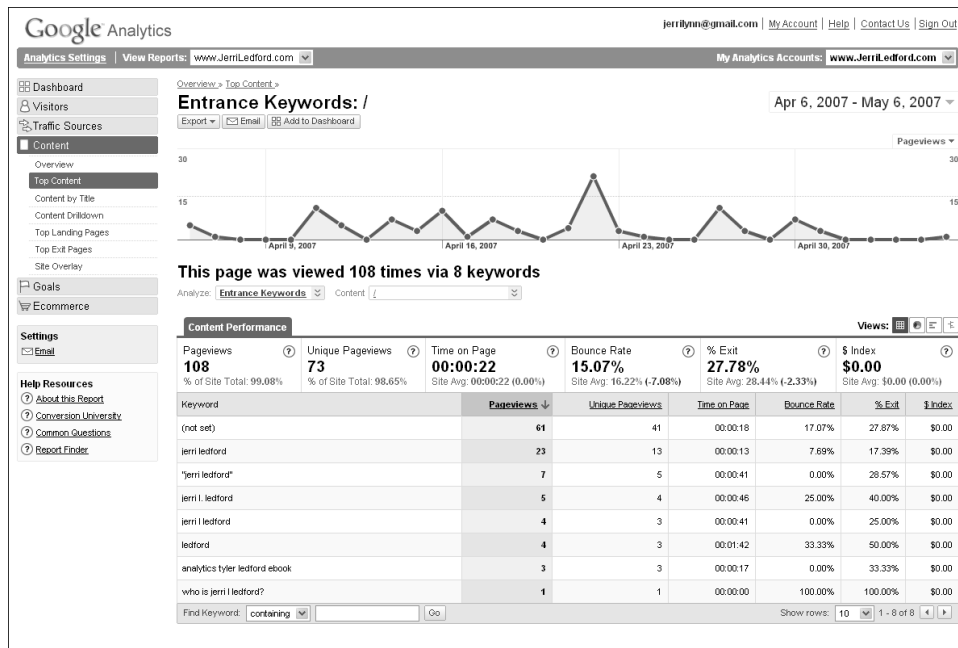 Google Analytics
jerrilynn@gmail.com | My Account | Help | Contact Us | Sign Out
Analytics Settings | View Reports: www.JerriLedford.com
My Analytics Accounts: www.JerriLedford.com
Dashboard
Visitors
Traffic Sources
Content
Overview
Top Content
Content by Title
Content Drilldown
Top Landing Pages
Top Exit Pages
Site Overlay
Goals
Ecommerce
Settings
Email
Help Resources
About this Report
Conversion University
Common Questions
Report Finder
Overview » Top Content »
Entrance Keywords: /
Apr 6, 2007 - May 6, 2007
Export Email Add to Dashboard
Pageviews
30 30
15 15
April 9, 2007 April 16, 2007 April 23, 2007 April 30, 2007
This page was viewed 108 times via 8 keywords
Analyze: Entrance Keywords Content: /
Content Performance Views:
Pageviews ? Unique Pageviews ? Time on Page ? Bounce Rate ? % Exit ? $ Index ?
108 73 00:00:22 15.07% 27.78% $0.00
% of Site Total: 99.08% % of Site Total: 98.65% Site Avg: 00:00:22 (0.00%) Site Avg: 16.22% (-7.08%) Site Avg: 28.44% (-2.33%) Site Avg: $0.00 (0.00%)
Keyword Pageviews ↓ Unique Pageviews Time on Page Bounce Rate % Exit $ Index
(not set) 61 41 00:00:18 17.07% 27.87% $0.00
jerri ledford 23 13 00:00:13 7.69% 17.39% $0.00
"jerri ledford" 7 5 00:00:41 0.00% 28.57% $0.00
jerri l. ledford 5 4 00:00:46 25.00% 40.00% $0.00
jerri l ledford 4 3 00:00:41 0.00% 25.00% $0.00
ledford 4 3 00:01:42 33.33% 50.00% $0.00
analytics tyler ledford ebook 3 3 00:00:17 0.00% 33.33% $0.00
who is jerri l ledford? 1 1 00:00:00 100.00% 100.00% $0.00
Find Keyword: containing Go Show rows: 10 1 - 8 of 8